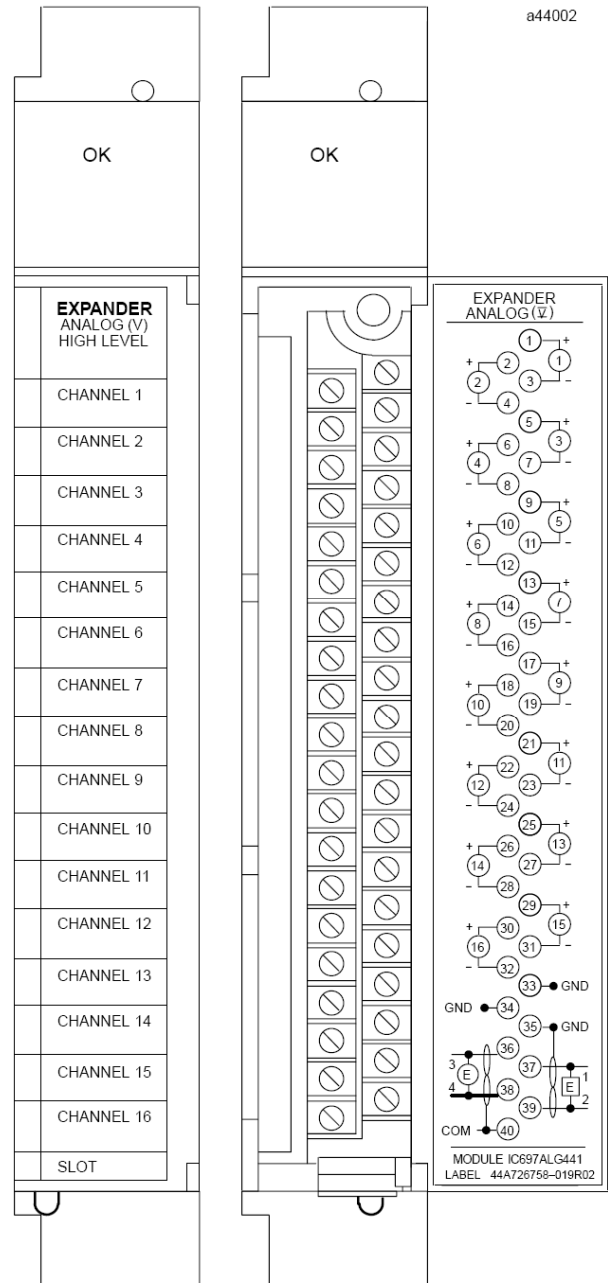 a44002
OK
OK
EXPANDER
ANALOG (V)
HIGH LEVEL
CHANNEL 1
CHANNEL 2
CHANNEL 3
CHANNEL 4
CHANNEL 5
CHANNEL 6
CHANNEL 7
CHANNEL 8
CHANNEL 9
CHANNEL 10
CHANNEL 11
CHANNEL 12
CHANNEL 13
CHANNEL 14
CHANNEL 15
CHANNEL 16
SLOT
EXPANDER
ANALOG (V)
1 +
+ 2 1
2 3 −
− 4
5 +
+ 6 3
4 7 −
− 8
9 +
+ 10 5
6 11 −
− 12
13 +
+ 14 7
8 15 −
− 16
17 +
+ 18 9
10 19 −
− 20
21 +
+ 22 11
12 23 −
− 24
25 +
+ 26 13
14 27 −
− 28
29 +
+ 30 15
16 31 −
− 32
33 GND
GND 34
35 GND
36
3 37 1
E E
4 38 2
39
COM 40
MODULE IC697ALG441
LABEL 44A726758–019R02